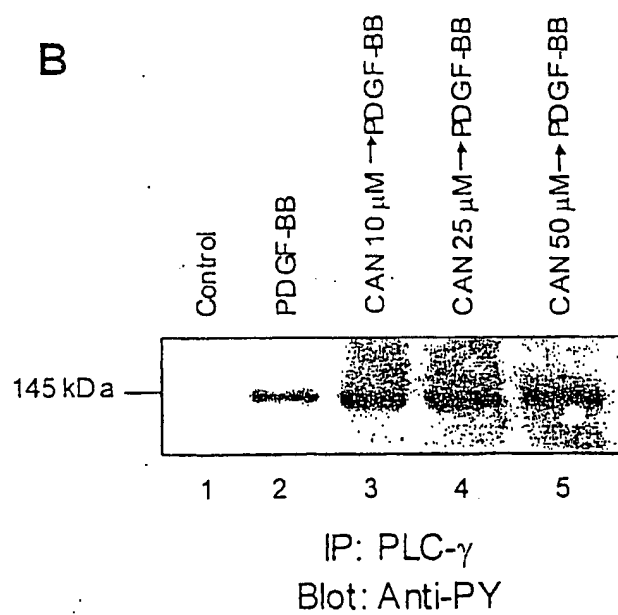 B
Control
PDGF-BB
CAN 10 μM → PDGF-BB
CAN 25 μM → PDGF-BB
CAN 50 μM → PDGF-BB
145 kDa
1 2 3 4 5
IP: PLC-γ
Blot: Anti-PY